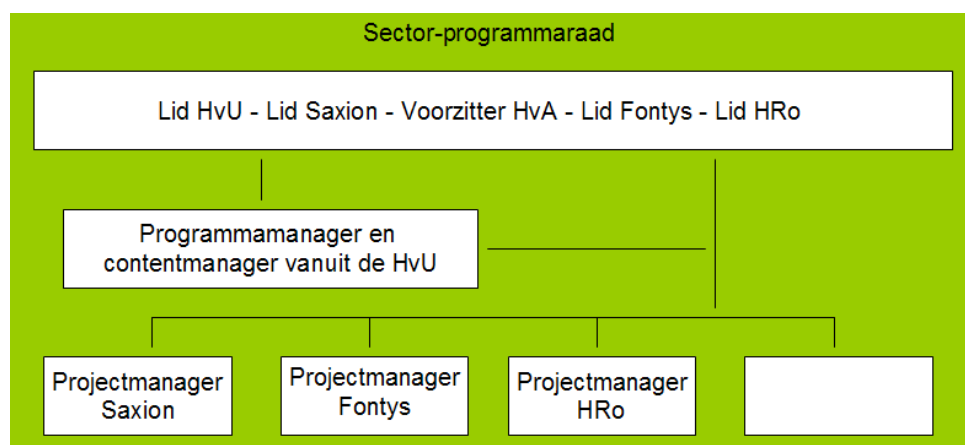 Sector-programmaraad
Lid HvU - Lid Saxion - Voorzitter HvA - Lid Fontys - Lid HRo
Programmamanager en
contentmanager vanuit de HvU
Projectmanager
Saxion
Projectmanager
Fontys
Projectmanager
HRo